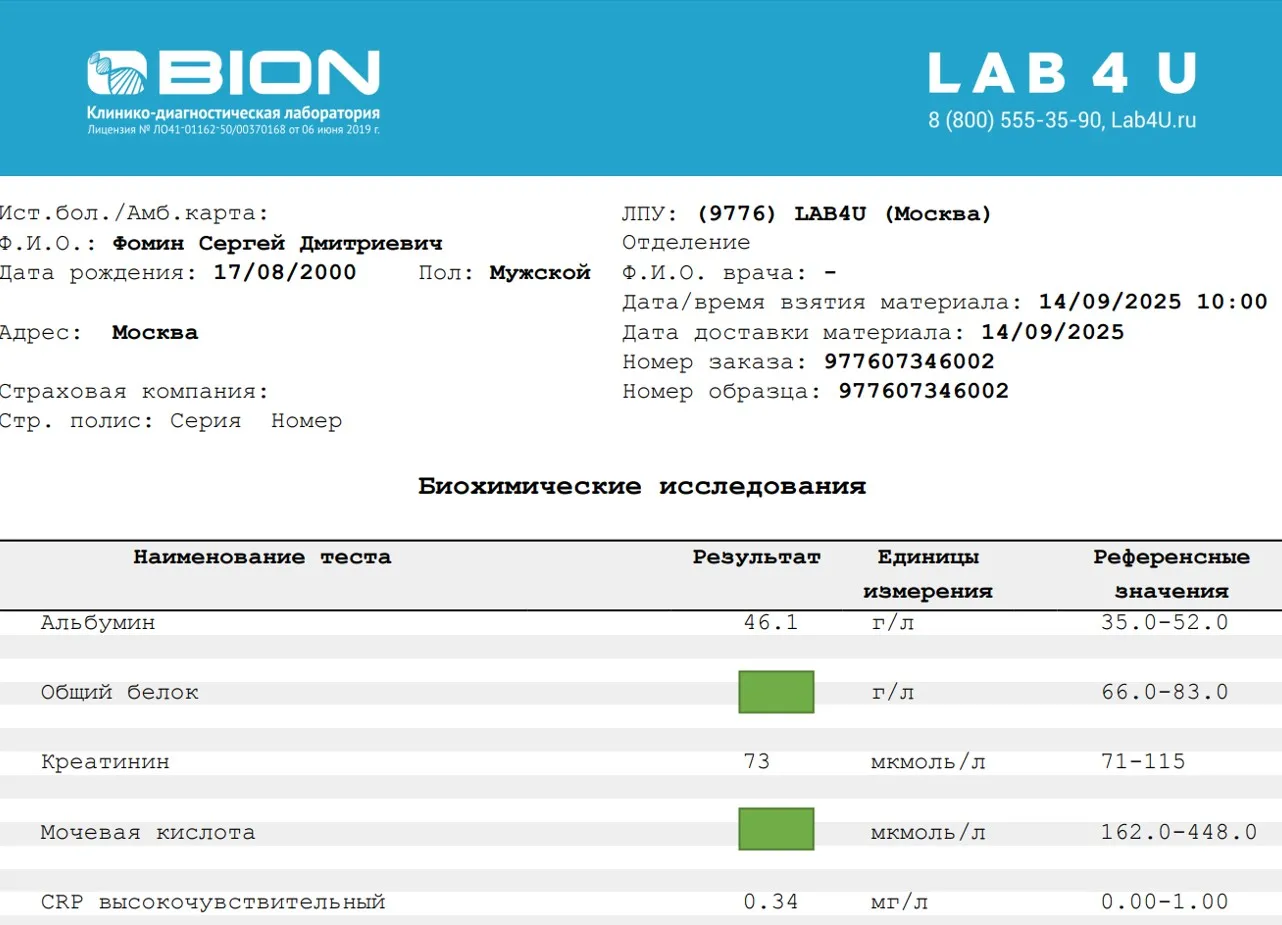 BION
Клинико-диагностическая лаборатория
Лицензия № ЛО41-01162-50/00370168 от 06 июня 2019 г.
LAB 4 U
8 (800) 555-35-90, Lab4U.ru
Ист.бол./Амб.карта:
Ф.И.О.: Фомин Сергей Дмитриевич
Дата рождения: 17/08/2000 Пол: Мужской
Адрес: Москва
Страховая компания:
Стр. полис: Серия Номер
ЛПУ: (9776) LAB4U (Москва)
Отделение
Ф.И.О. врача: -
Дата/время взятия материала: 14/09/2025 10:00
Дата доставки материала: 14/09/2025
Номер заказа: 977607346002
Номер образца: 977607346002
Биохимические исследования
Наименование теста Результат Единицы измерения Референсные значения
Альбумин 46.1 г/л 35.0-52.0
Общий белок г/л 66.0-83.0
Креатинин 73 мкмоль/л 71-115
Мочевая кислота мкмоль/л 162.0-448.0
CRP высокочувствительный 0.34 мг/л 0.00-1.00